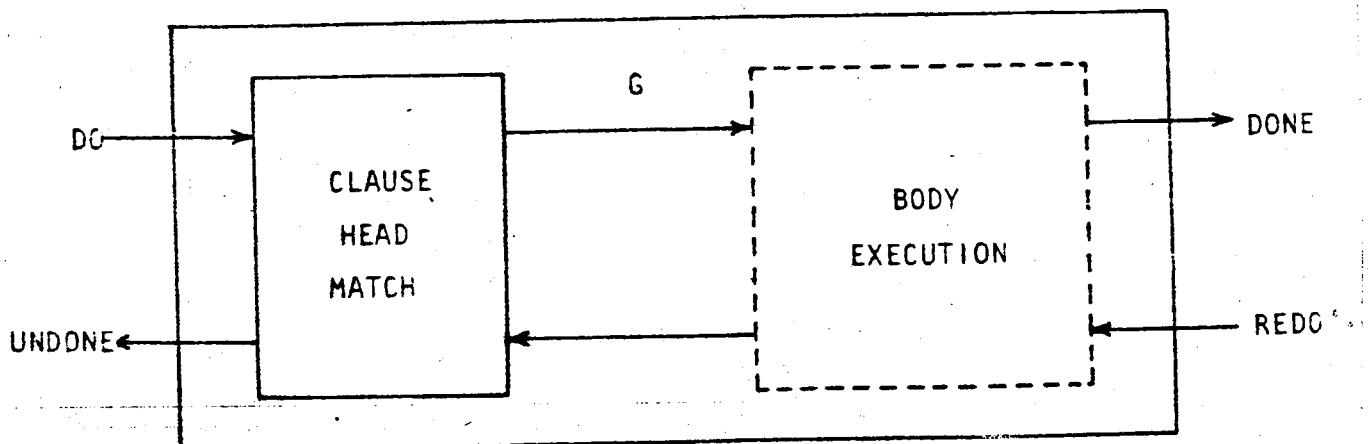 G
DO
CLAUSE
HEAD
MATCH
BODY
EXECUTION
DONE
UNDONE
REDO